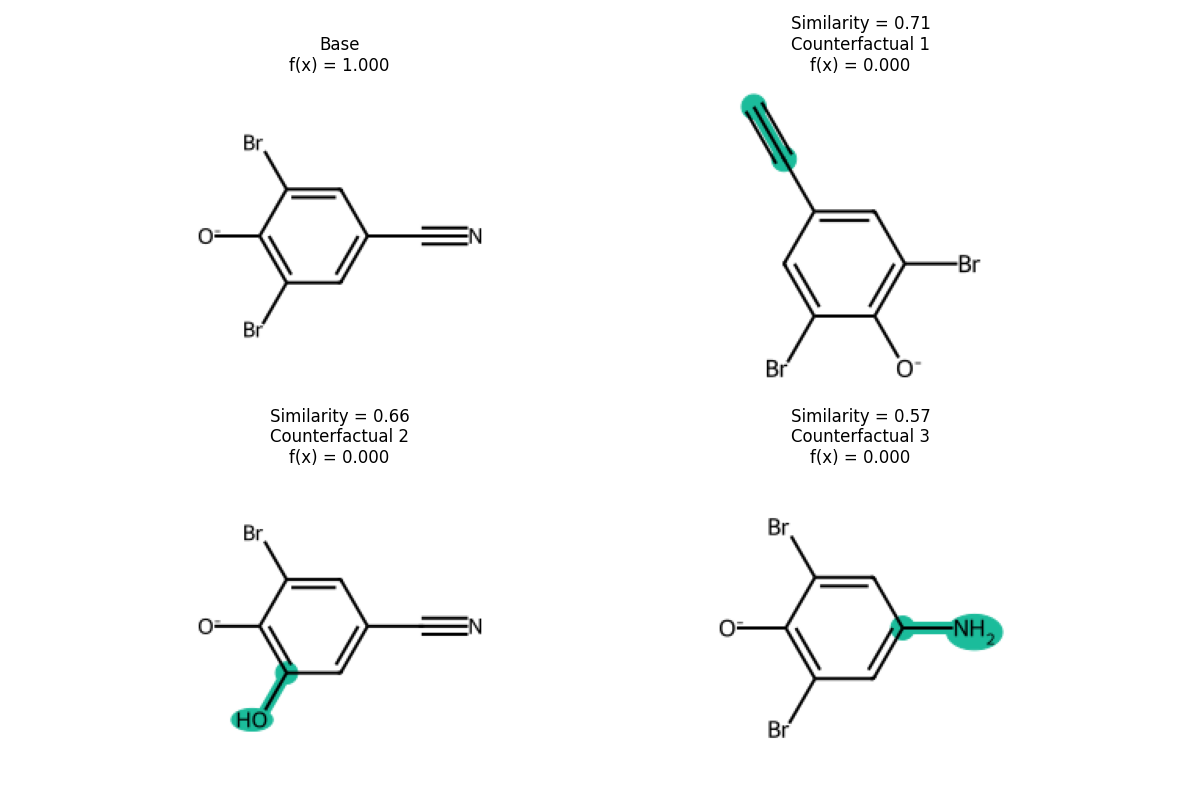 Base
f(x) = 1.000
Br
O⁻
N
Br
Similarity = 0.71
Counterfactual 1
f(x) = 0.000
Br
Br
O⁻
Similarity = 0.66
Counterfactual 2
f(x) = 0.000
Br
O⁻
N
HO
Similarity = 0.57
Counterfactual 3
f(x) = 0.000
Br
O⁻
NH₂
Br